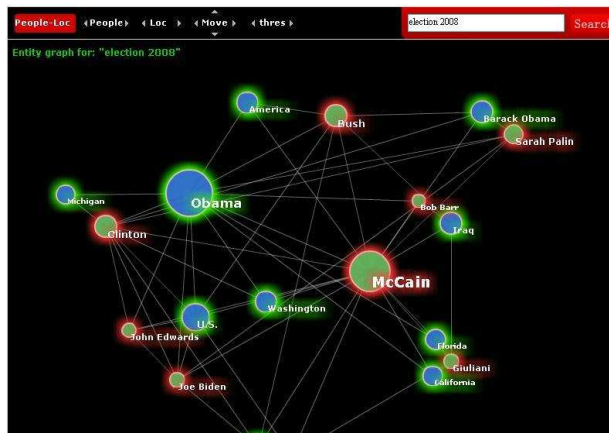 People-Loc People Loc Move thres election 2008 Search
Entity graph for: "election 2008"
America
Bush
Barack Obama
Sarah Palin
Michigan
Obama
Bob Barr
Clinton
Iraq
McCain
Washington
U.S.
John Edwards
Florida
Giuliani
Joe Biden
California